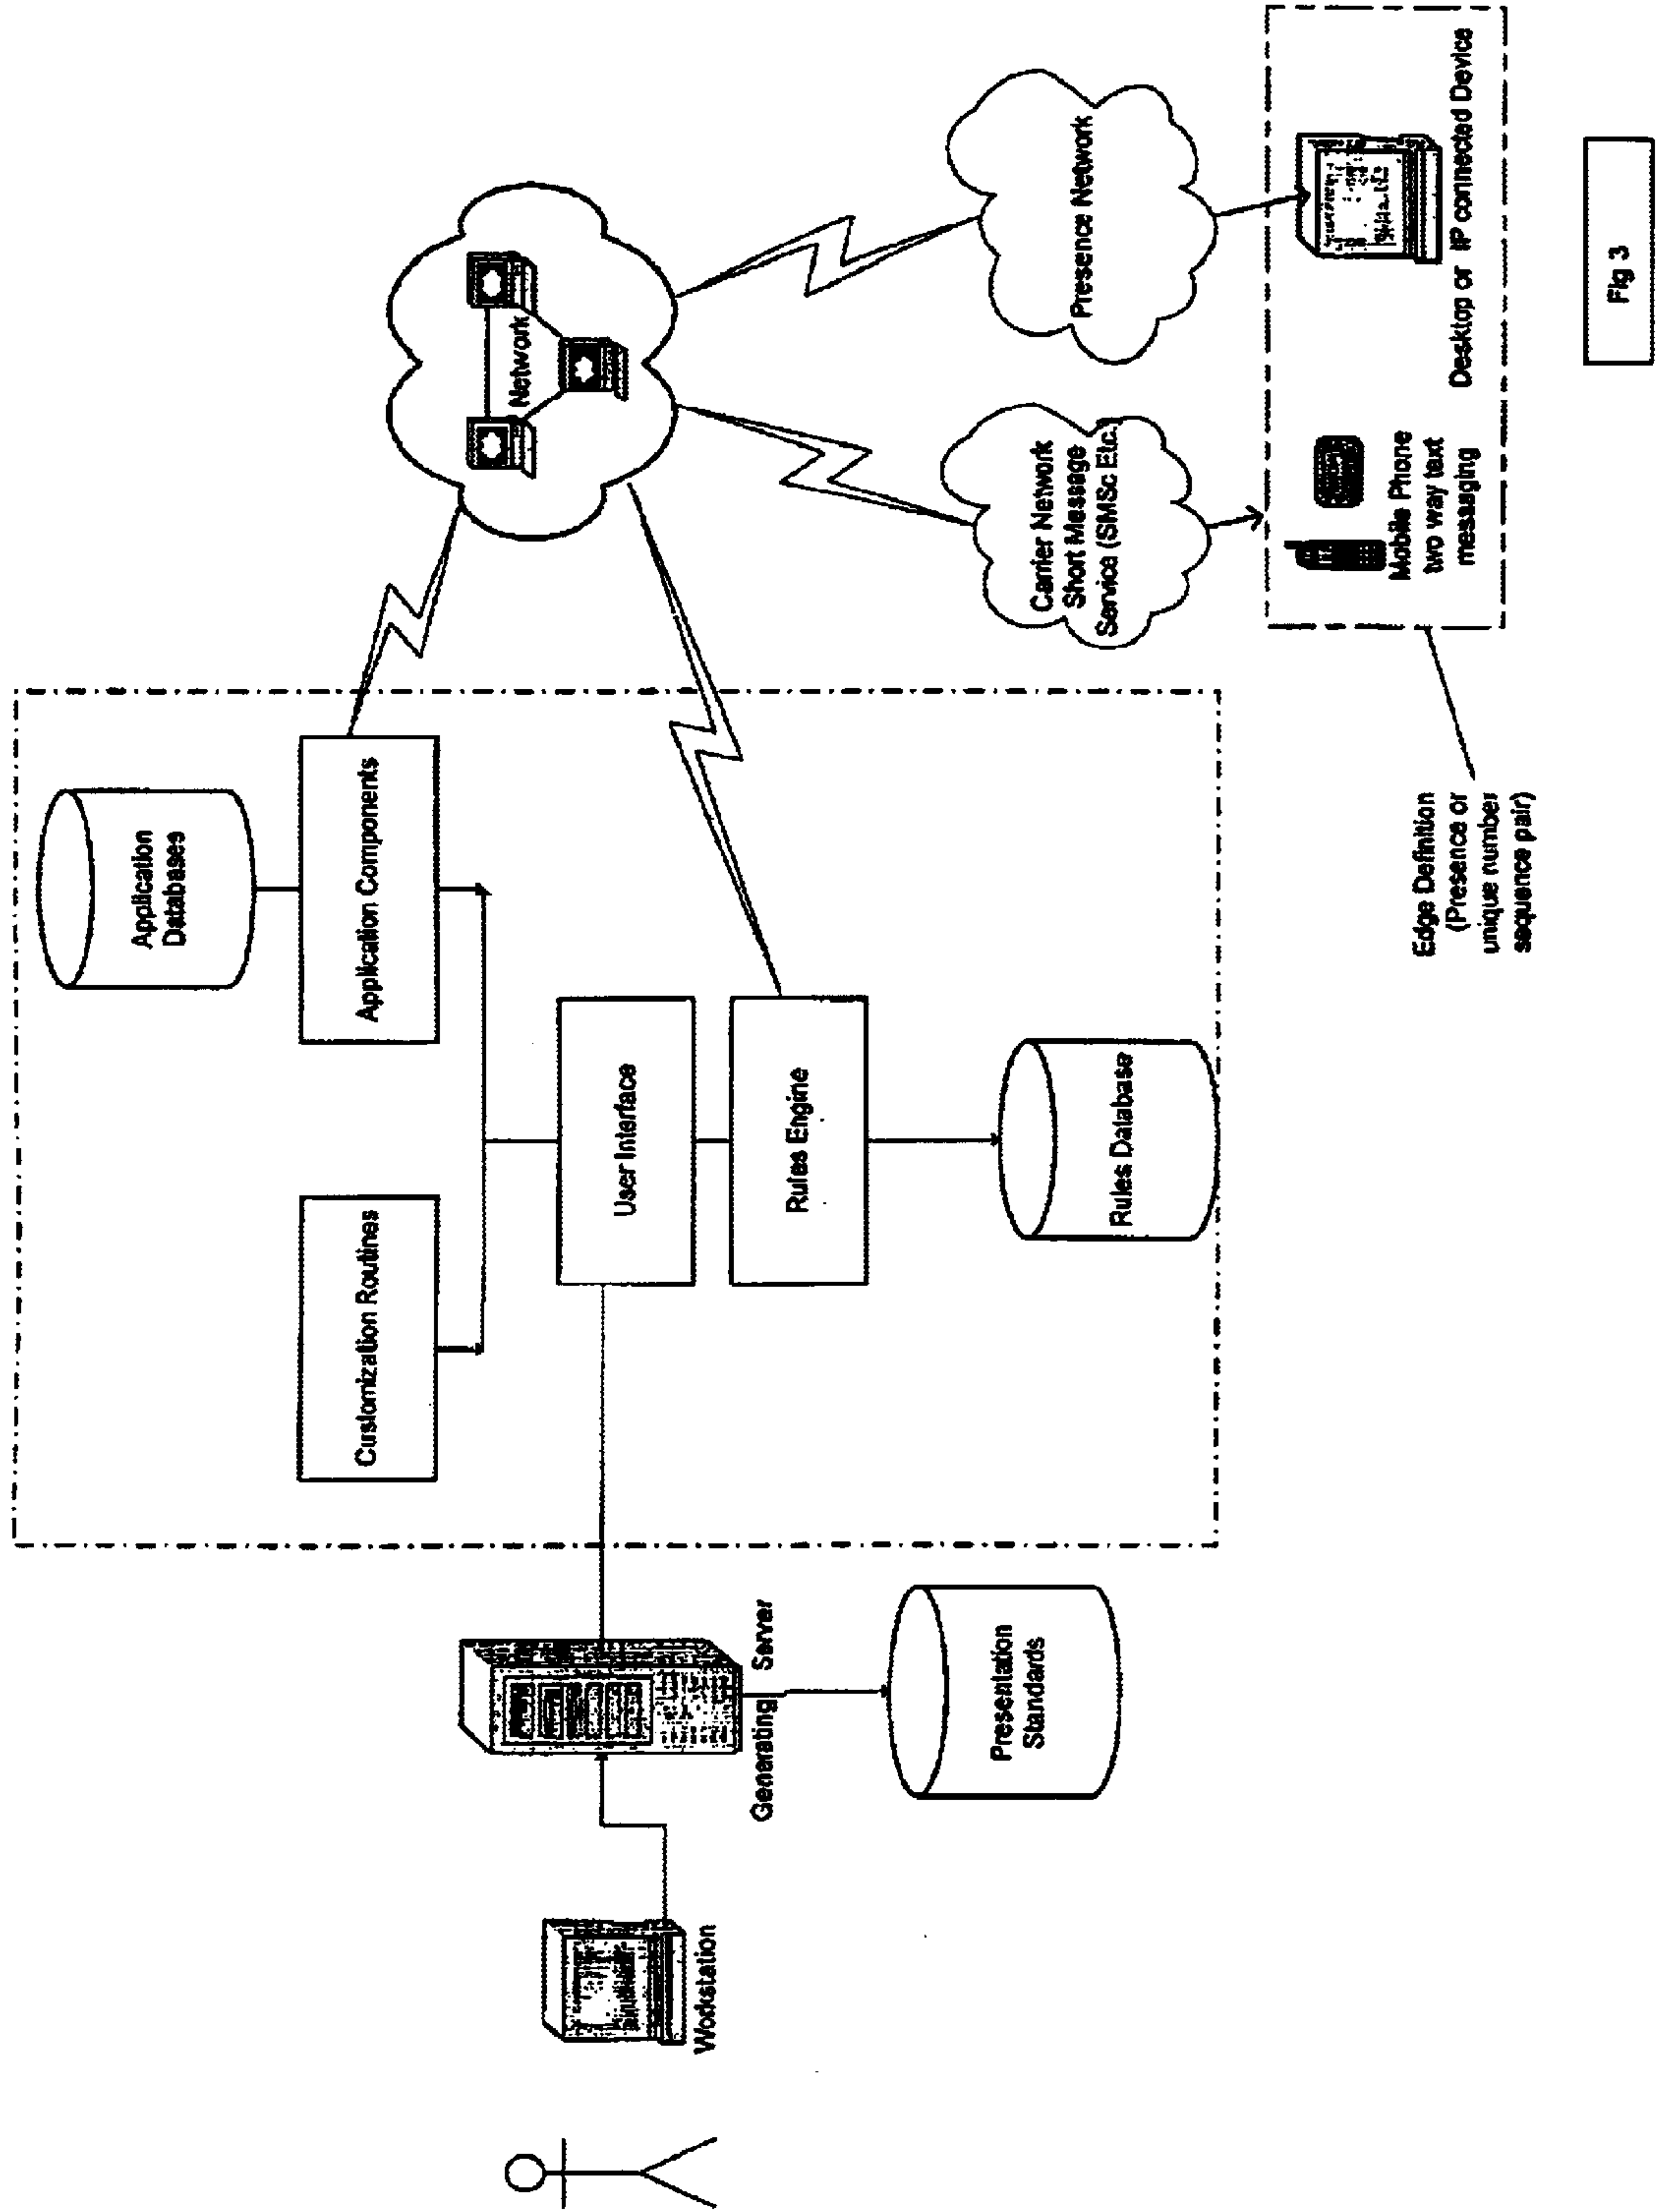 Application
Databases
Customization Routines
Application Components
Network
User Interface
Workstation
Generating Server
Rules Engine
Presentation
Standards
Rules Database
Carrier Network
Short Message
Service (SMSc Etc.)
Presence Network
Mobile Phone
two way text
messaging
Desktop or IP connected Device
Edge Definition
(Presence or
unique number
sequence pair)
Fig 3